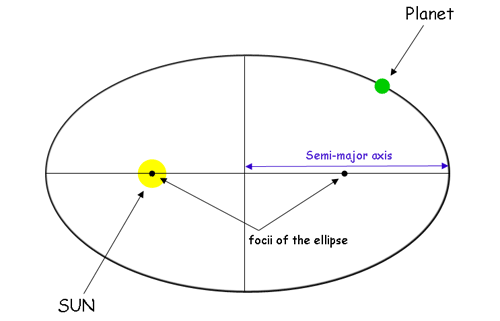 Planet
Semi-major axis
focii of the ellipse
SUN